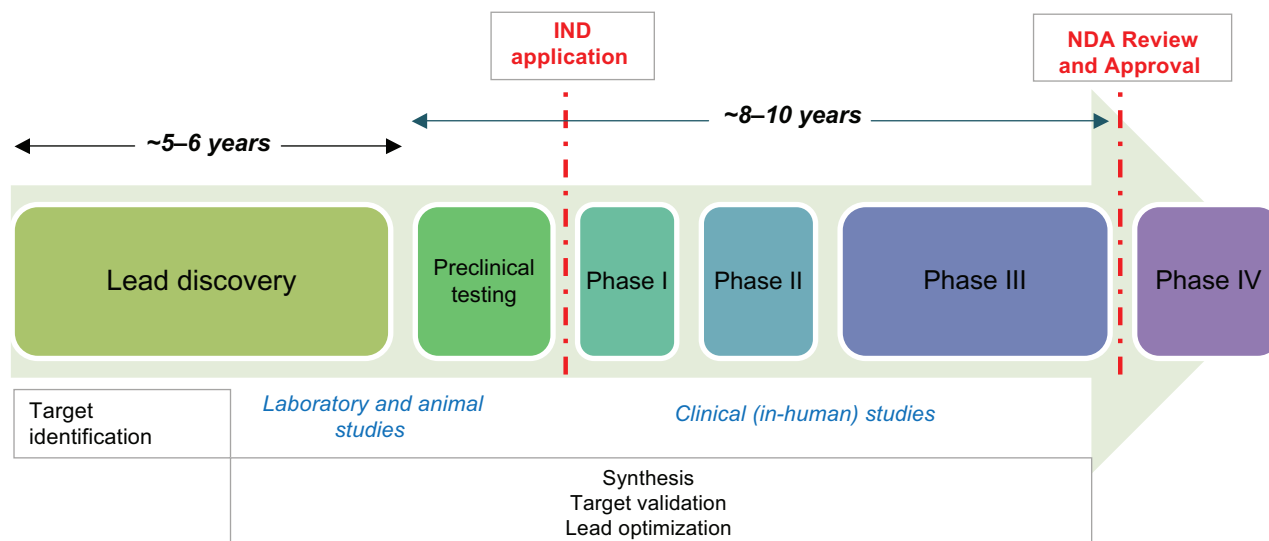 IND
application
NDA Review
and Approval
~5–6 years
~8–10 years
Lead discovery
Preclinical
testing
Phase I
Phase II
Phase III
Phase IV
Target
identification
Laboratory and animal
studies
Clinical (in-human) studies
Synthesis
Target validation
Lead optimization